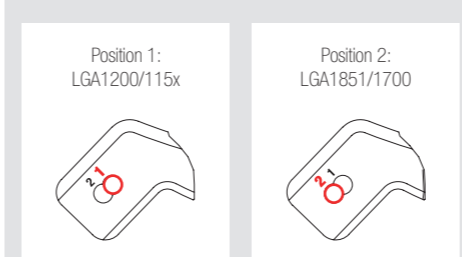 Position 1:
LGA1200/115x
Position 2:
LGA1851/1700
1
2
1
2